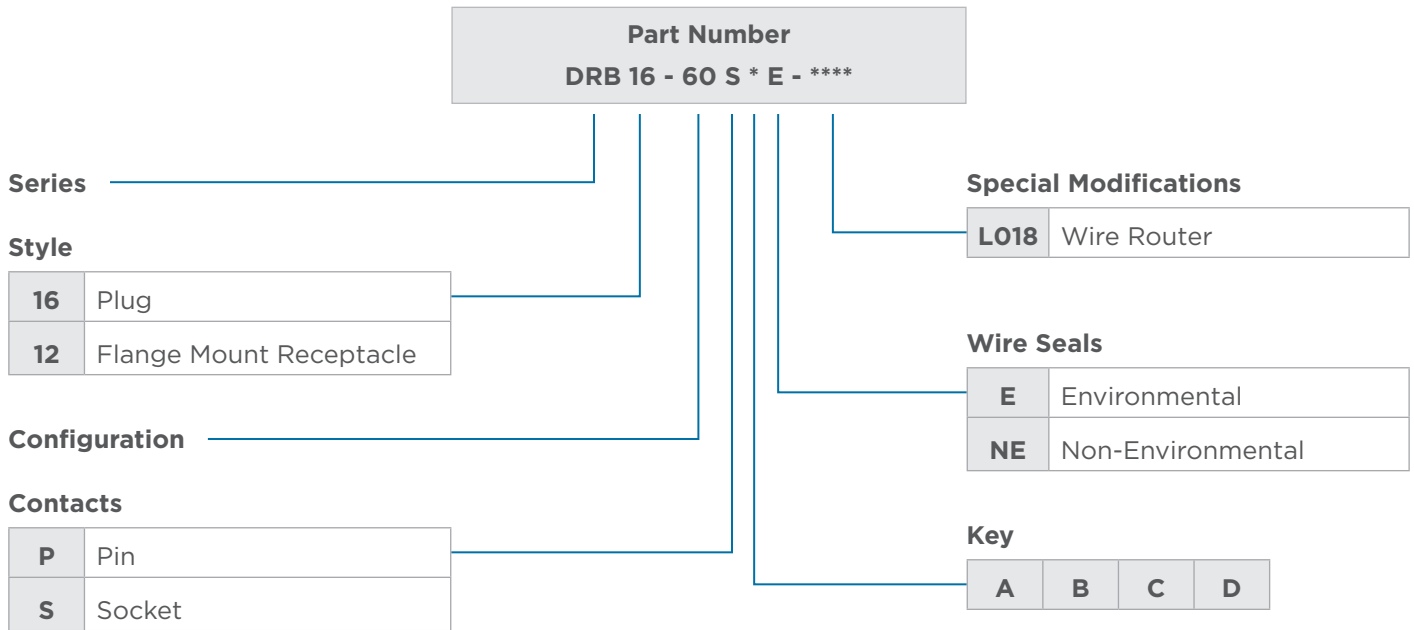 Part Number
DRB 16 - 60 S * E - ****
Series
Style
16 Plug
12 Flange Mount Receptacle
Configuration
Contacts
P Pin
S Socket
Special Modifications
L018 Wire Router
Wire Seals
E Environmental
NE Non-Environmental
Key
A B C D